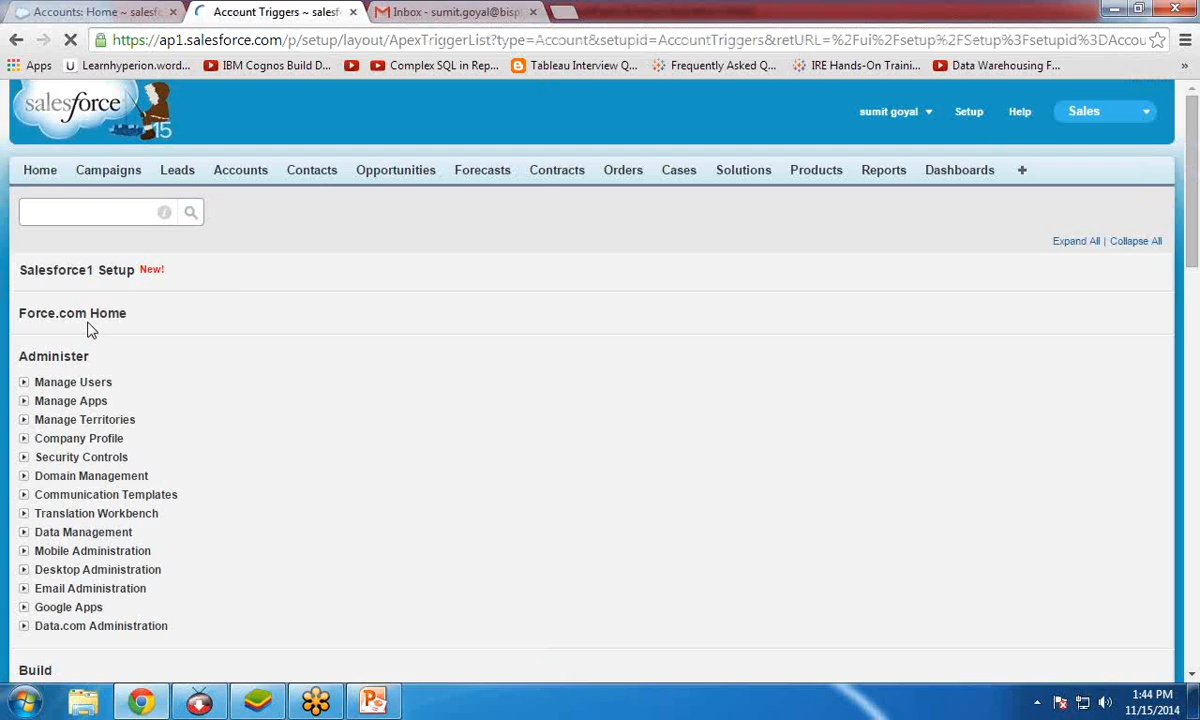 Accounts: Home ~ salesf
Account Triggers ~ salesf
Inbox - sumit.goyal@bisp
https://ap1.salesforce.com/p/setup/layout/ApexTriggerList?type=Account&setupid=AccountTriggers&retURL=%2Fui%2Fsetup%2FSetup%3Fsetupid%3DAccou
Apps
Learnhyperion.word...
IBM Cognos Build D...
Complex SQL in Rep...
Tableau Interview Q...
Frequently Asked Q...
IRE Hands-On Traini...
Data Warehousing F...
»
salesforce
15
sumit goyal
Setup
Help
Sales
Home
Campaigns
Leads
Accounts
Contacts
Opportunities
Forecasts
Contracts
Orders
Cases
Solutions
Products
Reports
Dashboards
+
Expand All | Collapse All
Salesforce1 Setup New!
Force.com Home
Administer
Manage Users
Manage Apps
Manage Territories
Company Profile
Security Controls
Domain Management
Communication Templates
Translation Workbench
Data Management
Mobile Administration
Desktop Administration
Email Administration
Google Apps
Data.com Administration
Build
1:44 PM
11/15/2014